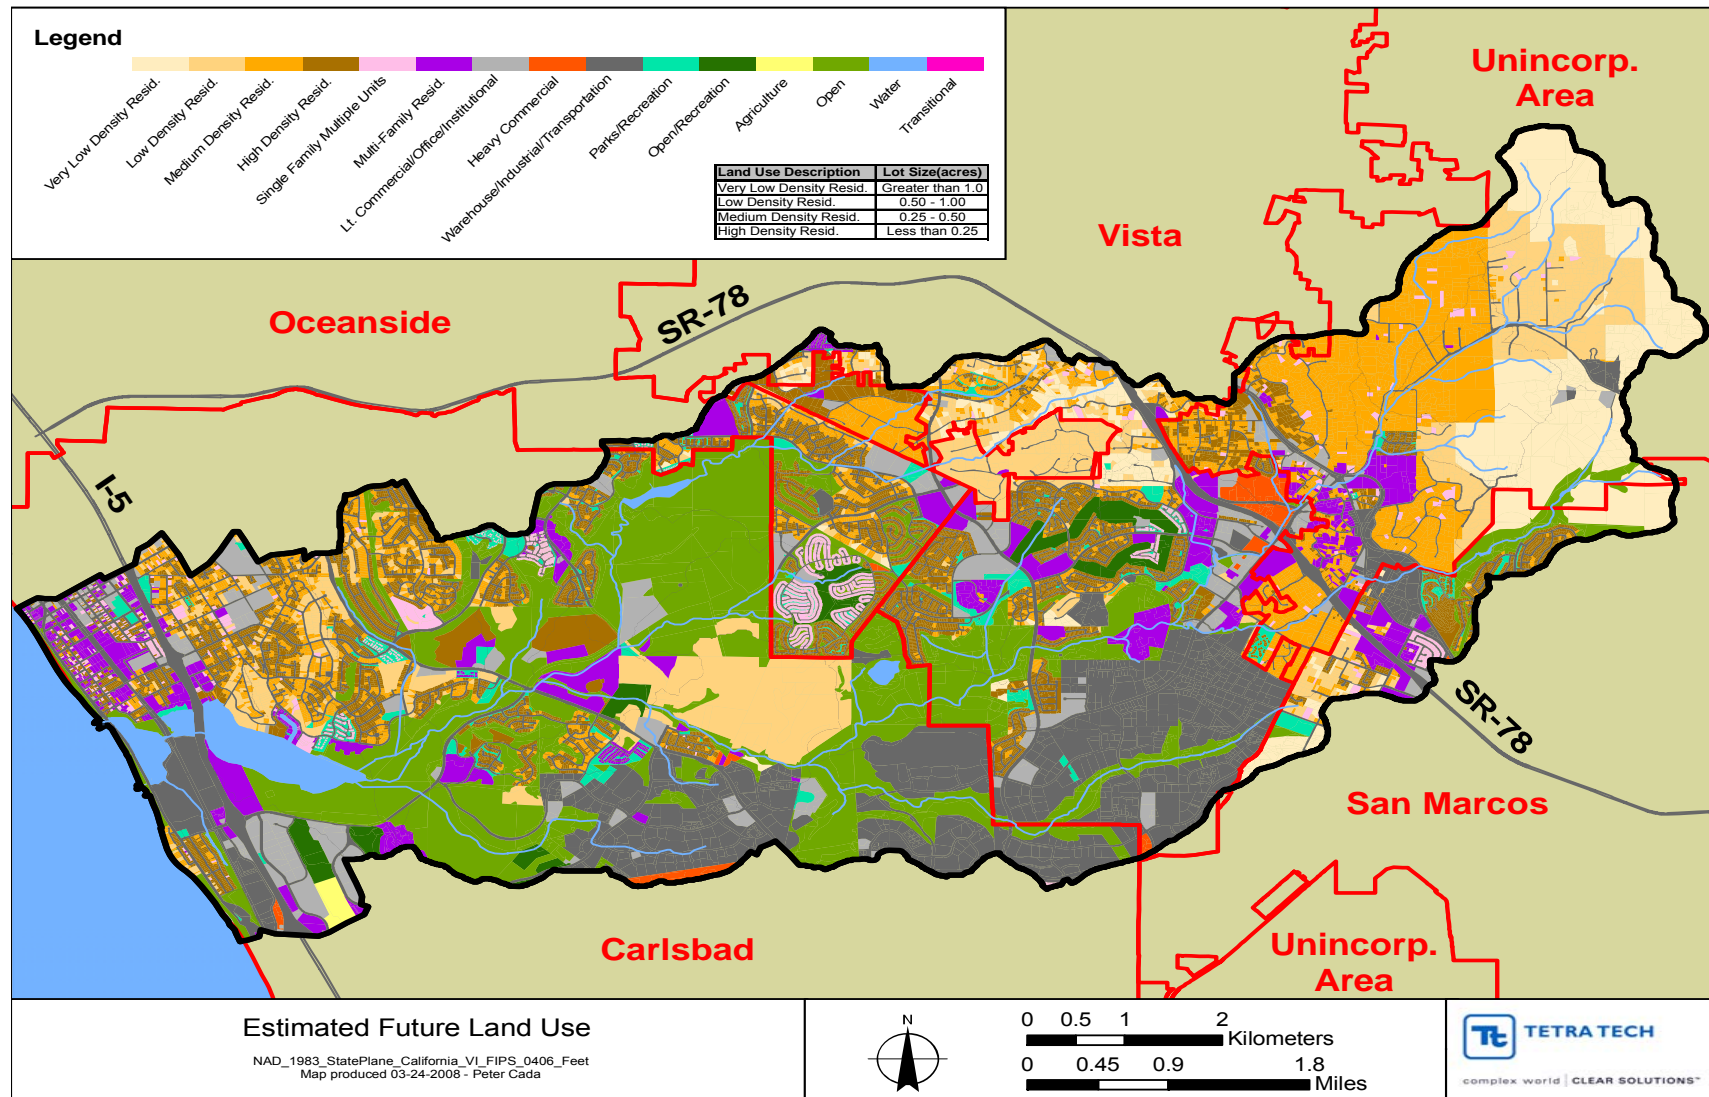 Legend
Very Low Density Resid.
Low Density Resid.
Medium Density Resid.
High Density Resid.
Single Family Multiple Units
Multi-Family Resid.
Lt. Commercial/Office/Institutional
Heavy Commercial
Warehouse/Industrial/Transportation
Parks/Recreation
Open/Recreation
Agriculture
Open
Water
Transitional
Land Use Description Lot Size(acres)
Very Low Density Resid. Greater than 1.0
Low Density Resid. 0.50 - 1.00
Medium Density Resid. 0.25 - 0.50
High Density Resid. Less than 0.25
Unincorp.
Area
Vista
Oceanside
SR-78
I-5
SR-78
San Marcos
Carlsbad
Unincorp.
Area
Estimated Future Land Use
NAD_1983_StatePlane_California_VI_FIPS_0406_Feet
Map produced 03-24-2008 - Peter Cada
N
0 0.5 1 2
Kilometers
0 0.45 0.9 1.8
Miles
Tt TETRA TECH
complex world | CLEAR SOLUTIONS™